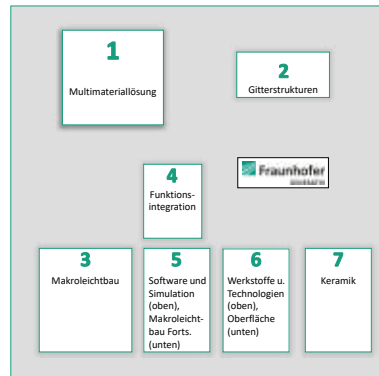 1
Multimateriallösung
2
Gitterstrukturen
Fraunhofer
4
Funktions-
integration
3
Makroleichtbau
5
Software und
Simulation
(oben),
Makroleicht-
bau Forts.
(unten)
6
Werkstoffe u.
Technologien
(oben),
Oberfläche
(unten)
7
Keramik